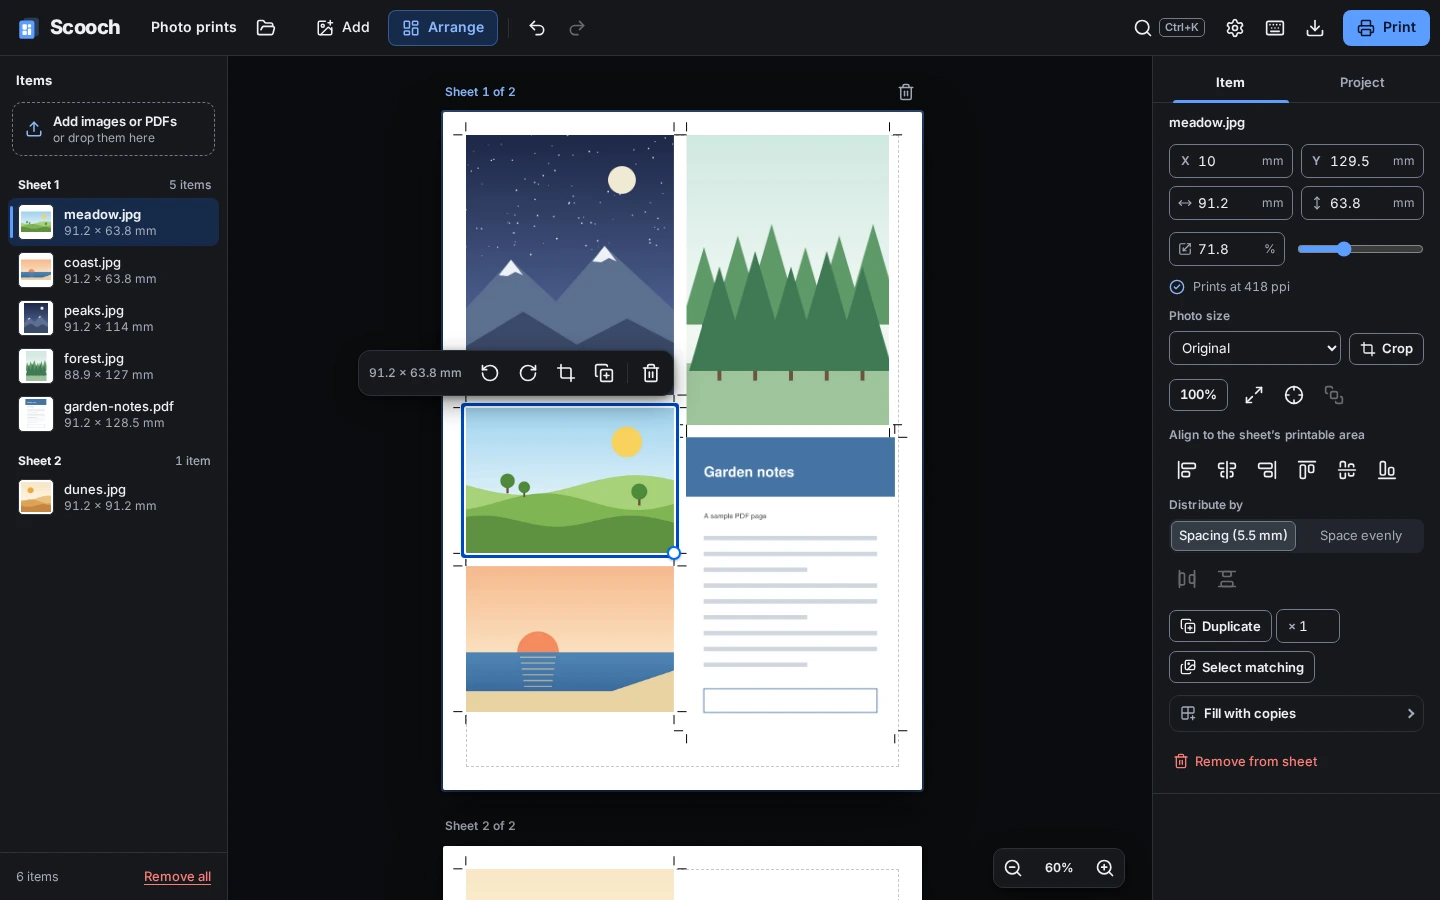 Scooch
Photo prints
Add
Arrange
Ctrl+K
Print
Items
Add images or PDFs
or drop them here
Sheet 1
5 items
meadow.jpg
91.2 × 63.8 mm
coast.jpg
91.2 × 63.8 mm
peaks.jpg
91.2 × 114 mm
forest.jpg
88.9 × 127 mm
garden-notes.pdf
91.2 × 128.5 mm
Sheet 2
1 item
dunes.jpg
91.2 × 91.2 mm
6 items
Remove all
Sheet 1 of 2
91.2 × 63.8 mm
Garden notes
A sample PDF page
Sheet 2 of 2
60%
Item
Project
meadow.jpg
X 10 mm
Y 129.5 mm
91.2 mm
63.8 mm
71.8 %
Prints at 418 ppi
Photo size
Original
Crop
100%
Align to the sheet's printable area
Distribute by
Spacing (5.5 mm)
Space evenly
Duplicate
× 1
Select matching
Fill with copies
Remove from sheet